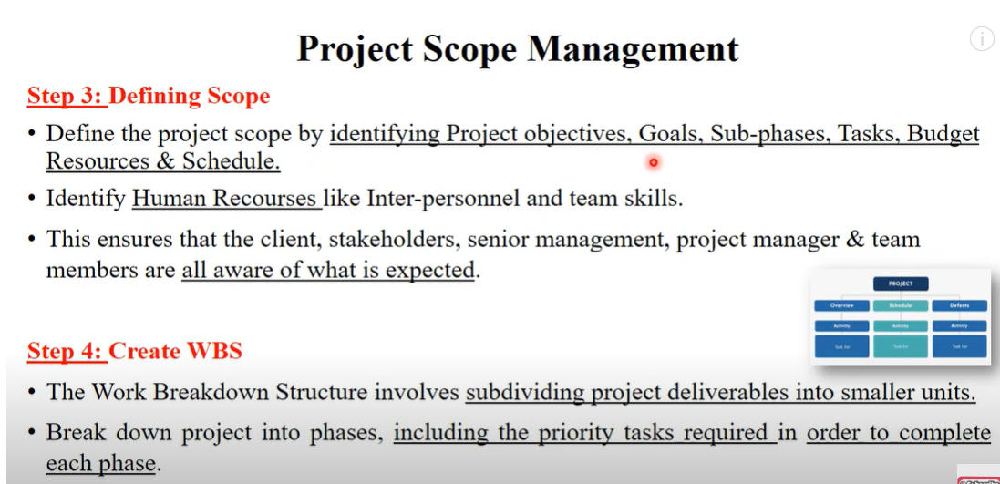 Project Scope Management
Step 3: Defining Scope
• Define the project scope by identifying Project objectives, Goals, Sub-phases, Tasks, Budget
Resources & Schedule.
• Identify Human Recourses like Inter-personnel and team skills.
• This ensures that the client, stakeholders, senior management, project manager & team
members are all aware of what is expected.
PROJECT
Overview Schedule Defects
Activity Activity Activity
Task list Task list Task list
Step 4: Create WBS
• The Work Breakdown Structure involves subdividing project deliverables into smaller units.
• Break down project into phases, including the priority tasks required in order to complete
each phase.